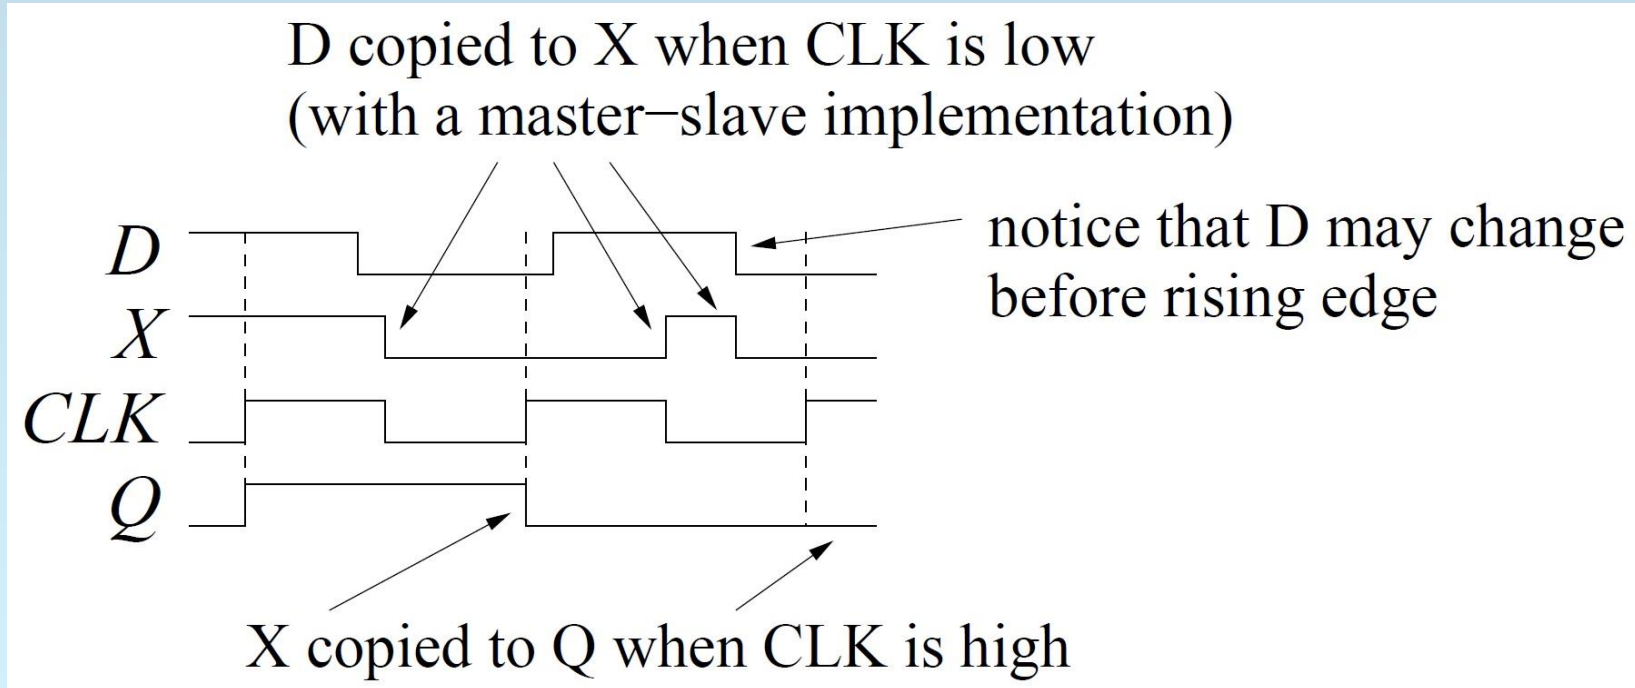 D copied to X when CLK is low
(with a master−slave implementation)
notice that D may change
before rising edge
D
X
CLK
Q
X copied to Q when CLK is high